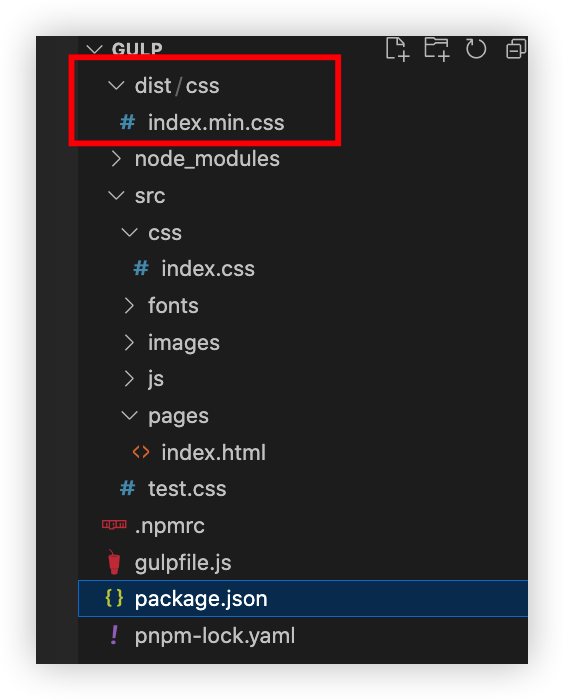 GULP
dist/css
index.min.css
node_modules
src
css
index.css
fonts
images
js
pages
index.html
test.css
.npmrc
gulpfile.js
package.json
pnpm-lock.yaml